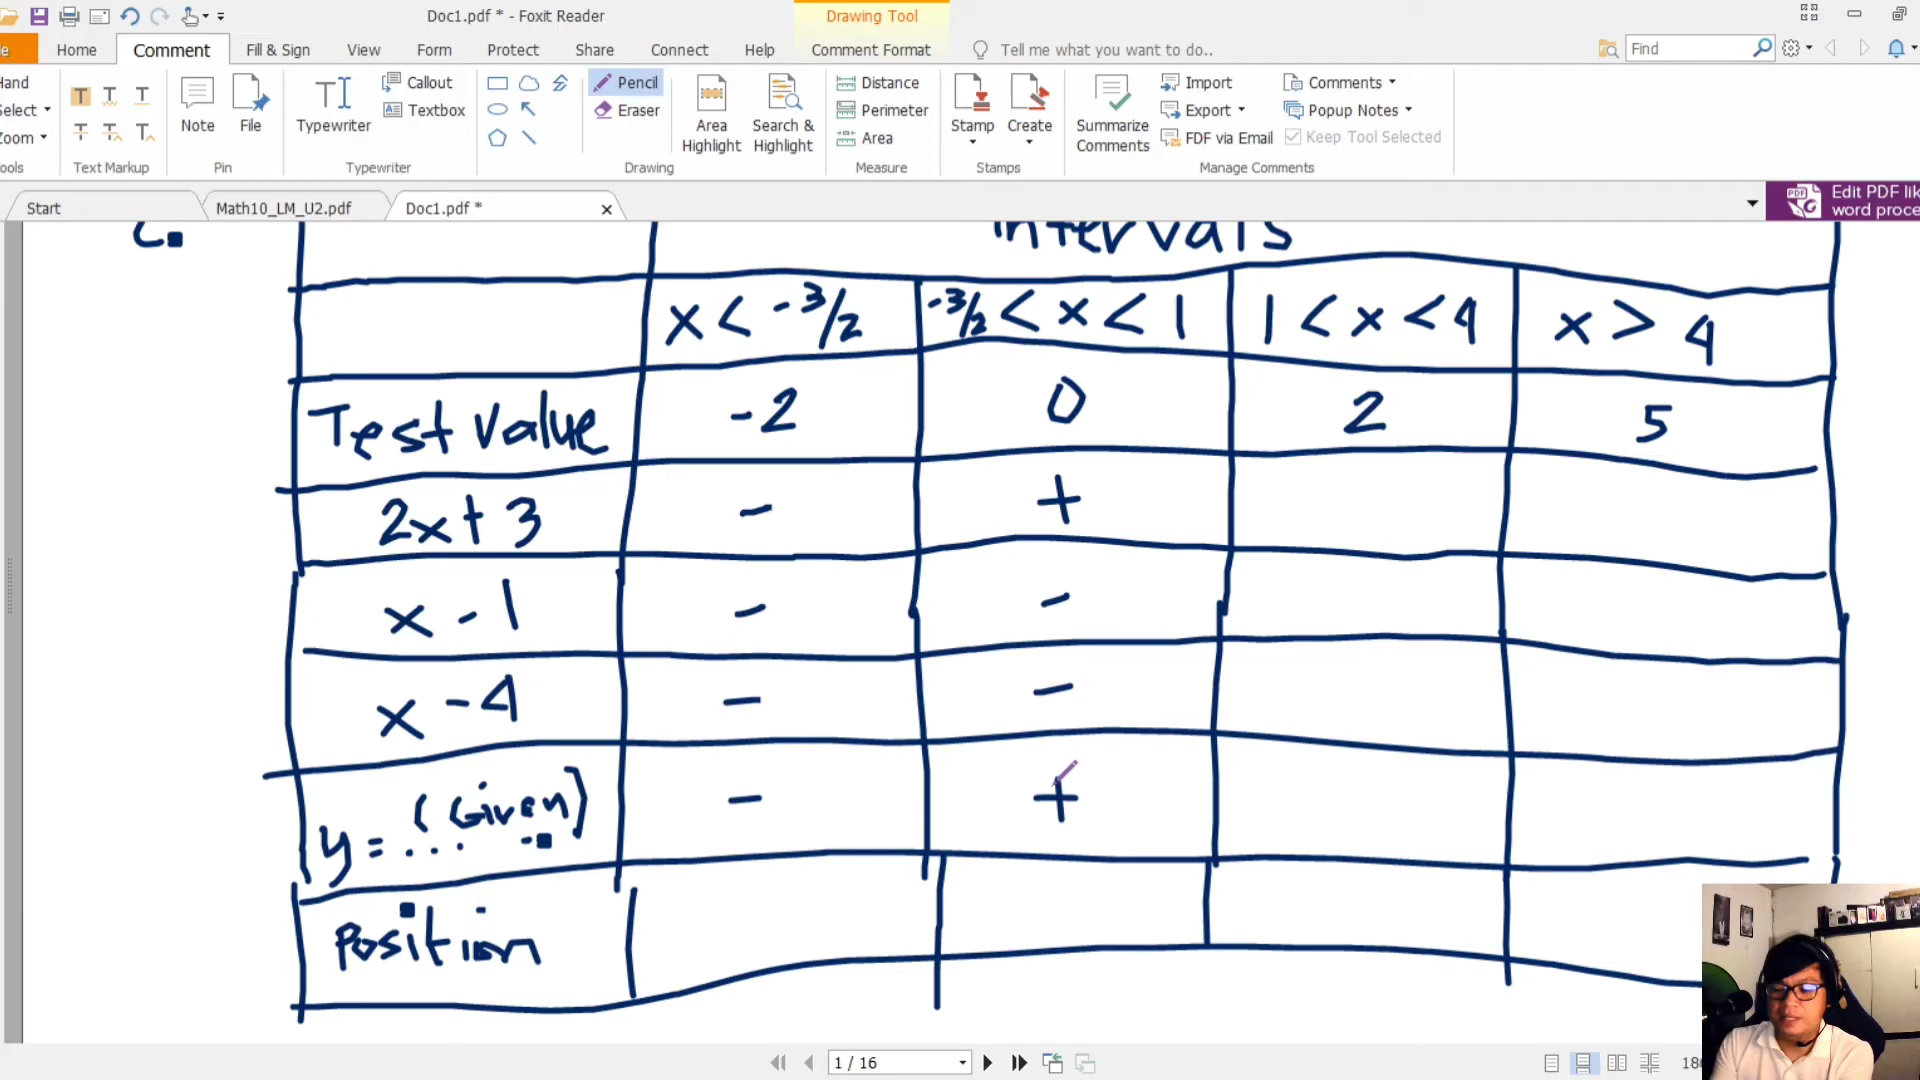 Doc1.pdf * - Foxit Reader
Drawing Tool
Home Comment Fill & Sign View Form Protect Share Connect Help Comment Format Tell me what you want to do.. Find
Hand
Select
Zoom
Tools
Text Markup
Note
File
Pin
Typewriter
Callout
Textbox
Typewriter
Pencil
Eraser
Area
Highlight
Search &
Highlight
Drawing
Distance
Perimeter
Area
Measure
Stamp
Create
Stamps
Summarize
Comments
Import
Export
FDF via Email
Comments
Popup Notes
Keep Tool Selected
Manage Comments
Start Math10_LM_U2.pdf Doc1.pdf *
Edit PDF lik
word proce
c. Intervals
x < -3/2 -3/2 < x < 1 1 < x < 4 x > 4
Test Value -2 0 2 5
2x + 3 - +
x - 1 - -
x - 4 - -
y = ... (Given) - +
Position
1 / 16